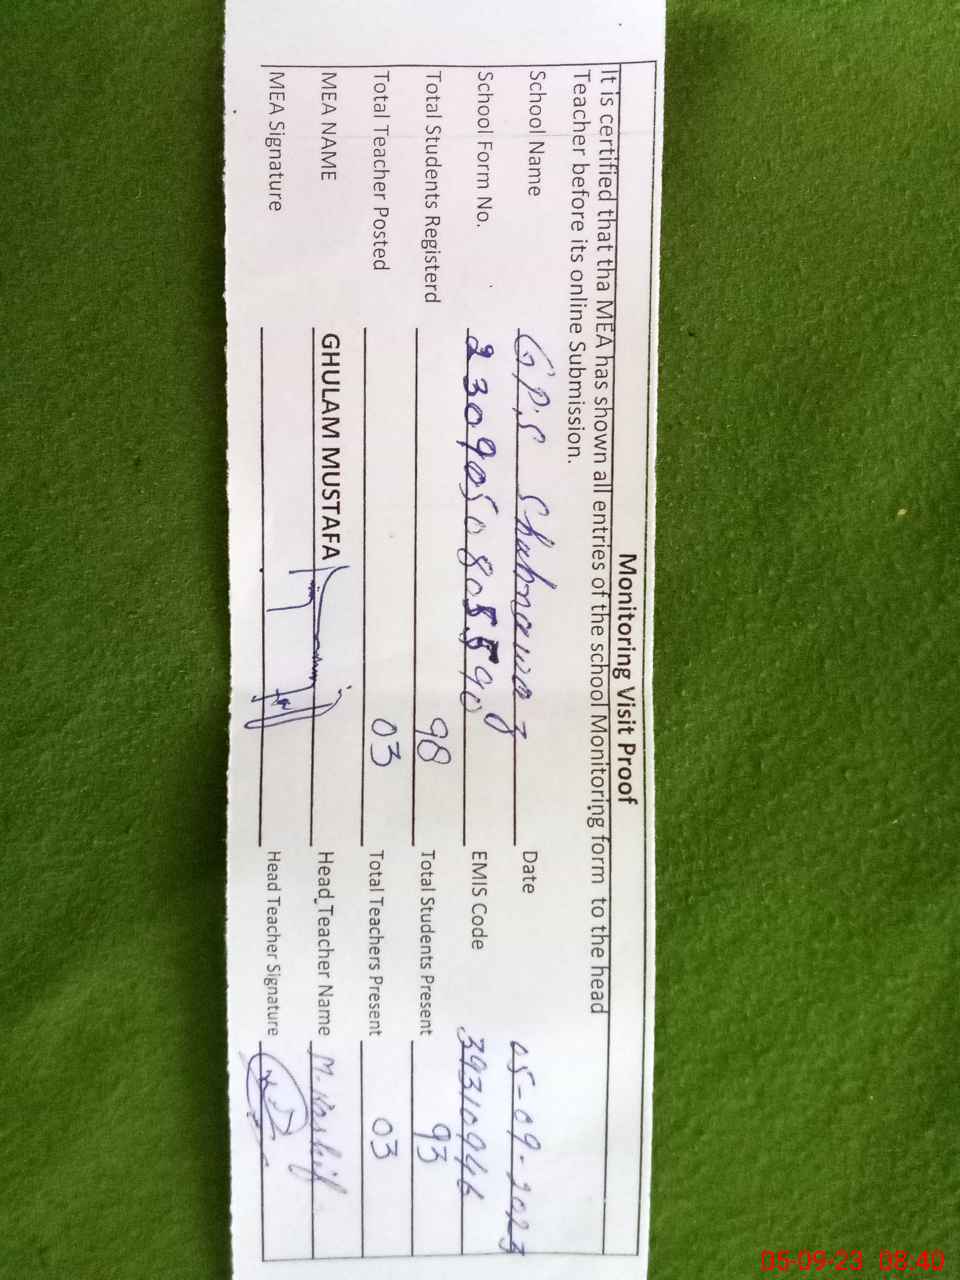 Monitoring Visit Proof
It is certified that tha MEA has shown all entries of the school Monitoring form to the head
Teacher before its online Submission.
School Name G.P.S Shahnawaz Date 05-09-2023
School Form No. EMIS Code 39310946
Total Students Registerd 98 Total Students Present 93
Total Teacher Posted 03 Total Teachers Present 03
MEA NAME GHULAM MUSTAFA Head Teacher Name M. Kashif
MEA Signature Head Teacher Signature
05-09-23 08:40